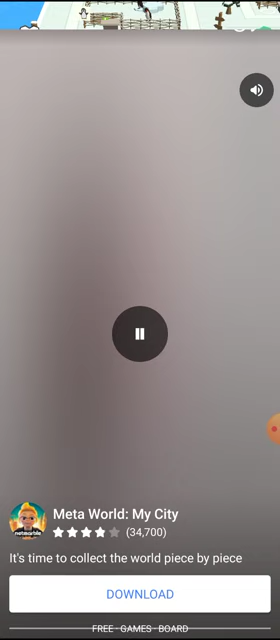 Meta World: My City
(34,700)
It's time to collect the world piece by piece
DOWNLOAD
FREE · GAMES · BOARD